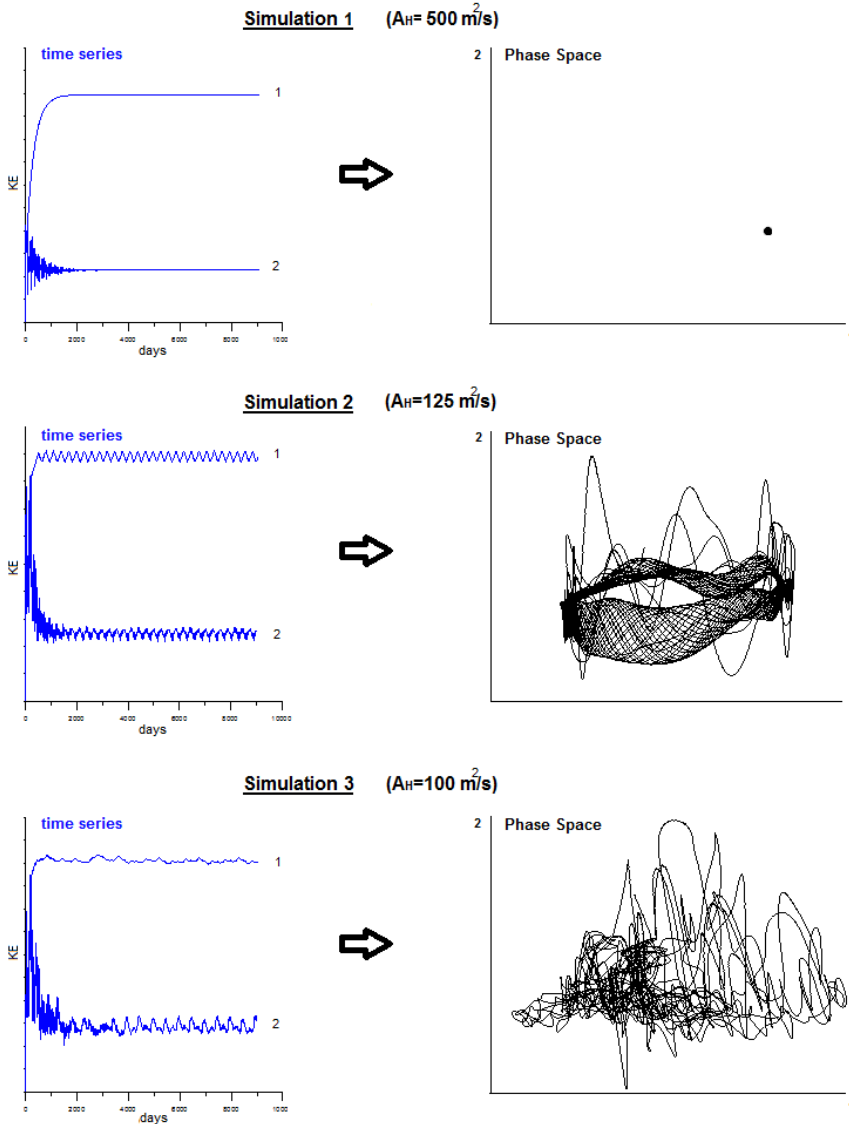 Simulation 1 (AH= 500 m2/s)
time series
2 Phase Space
1
KE
2
0 2000 4000 6000 8000 1000
days
Simulation 2 (AH=125 m2/s)
time series
2 Phase Space
1
KE
2
0 2000 4000 6000 8000 10000
days
Simulation 3 (AH=100 m2/s)
time series
2 Phase Space
1
KE
2
0 2000 4000 6000 8000 10000
days